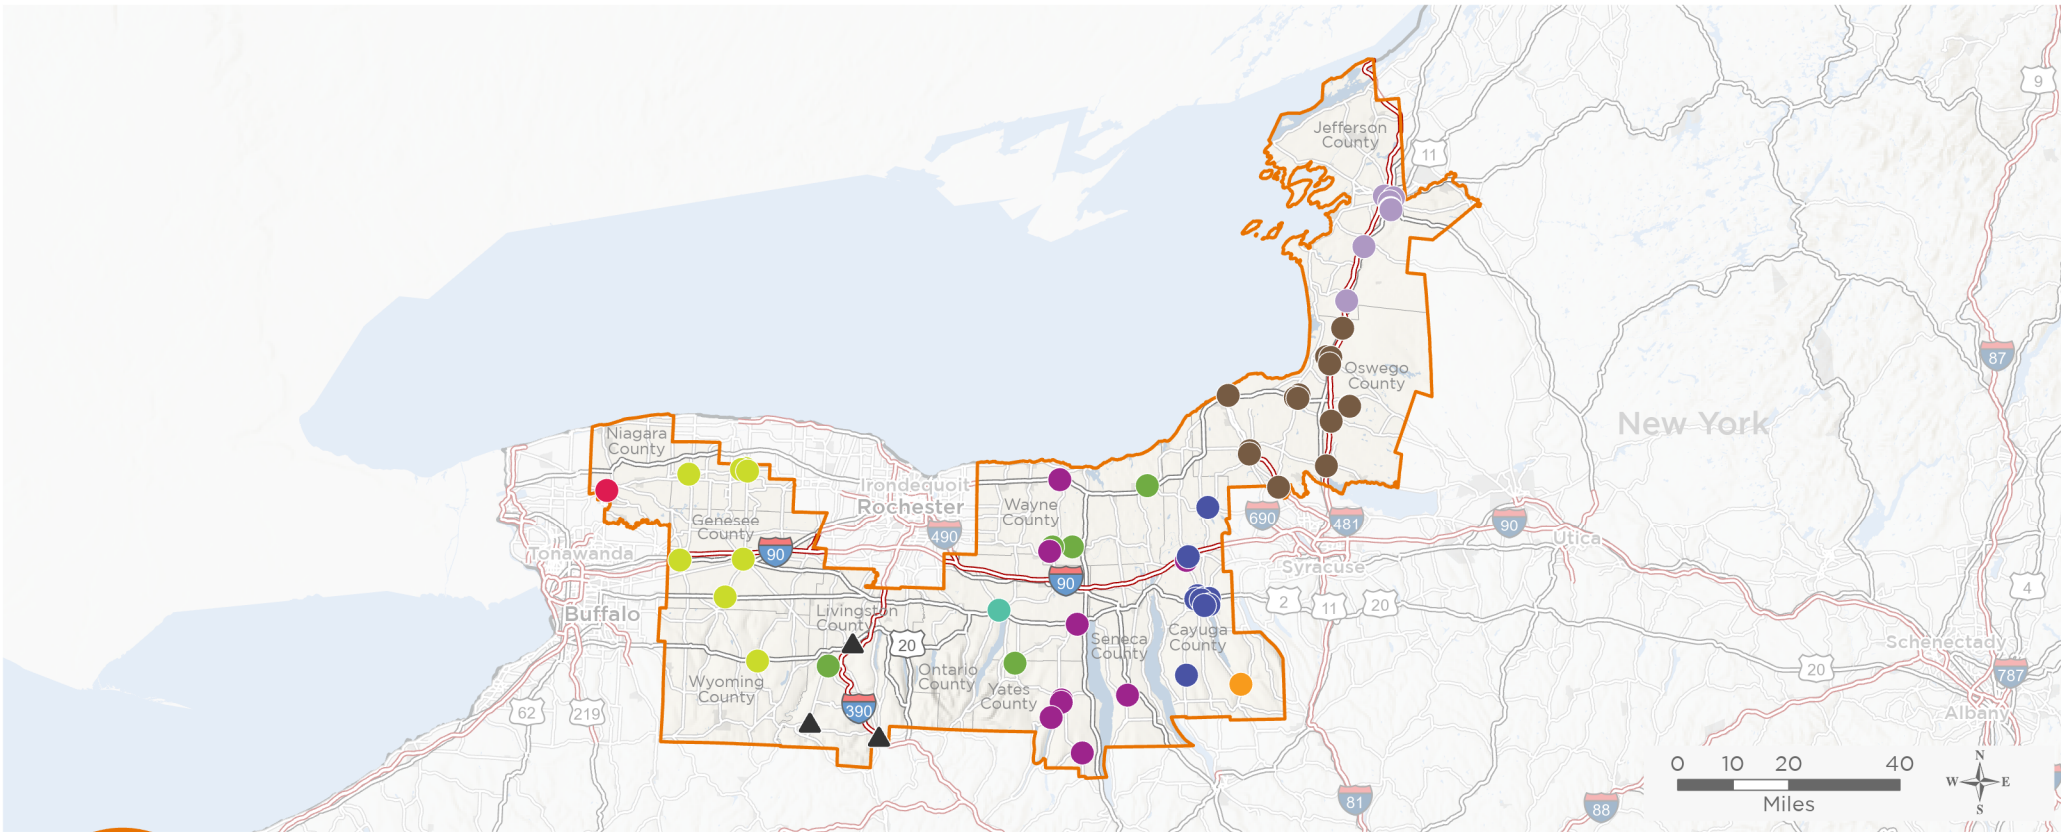 9
Jefferson
County
11
87
Oswego
County
New York
Niagara
County
Irondequoit
Rochester
Wayne
County
Genesee
County
490
690
481
90
90
Utica
Tonawanda
Syracuse
90
2
11
20
4
Buffalo
Livingston
County
20
Seneca
County
Cayuga
County
Schenectady
20
787
Ontario
County
Yates
County
Wyoming
County
390
62
219
Albany
0 10 20 40
Miles
N
W E
S
81
88